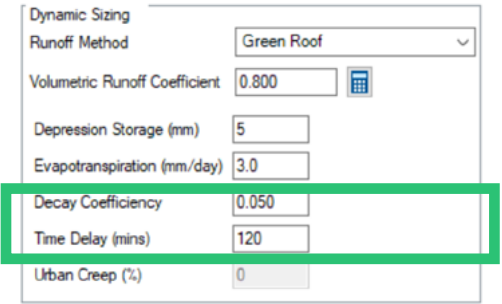 Dynamic Sizing
Runoff Method Green Roof
Volumetric Runoff Coefficient 0.800
Depression Storage (mm) 5
Evapotranspiration (mm/day) 3.0
Decay Coefficiency 0.050
Time Delay (mins) 120
Urban Creep (%) 0